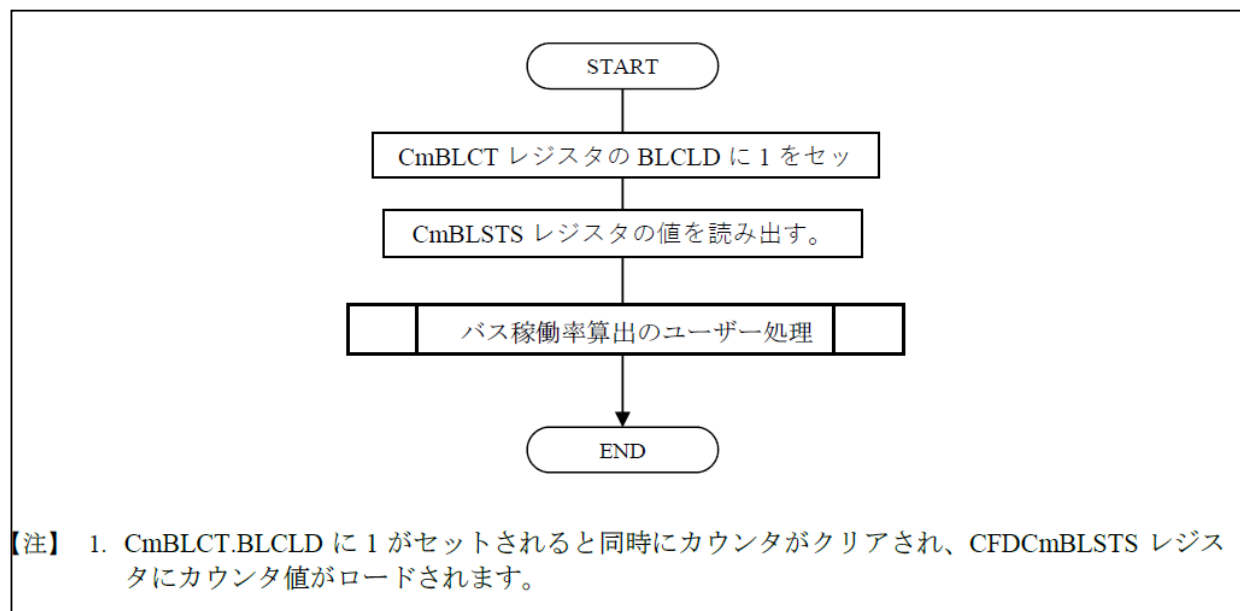 START
CmBLCT レジスタの BLCLD に 1 をセッ
CmBLSTS レジスタの値を読み出す。
バス稼働率算出のユーザー処理
END
【注】 1. CmBLCT.BLCLD に 1 がセットされると同時にカウンタがクリアされ、CFDCmBLSTS レジス
タにカウンタ値がロードされます。